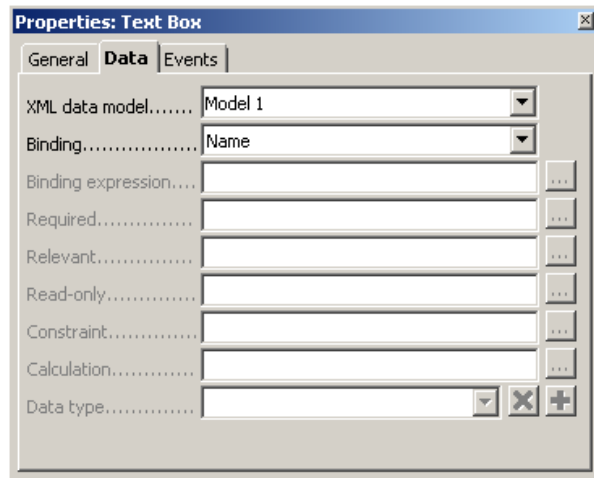 Properties: Text Box
General Data Events
XML data model....... Model 1
Binding.................. Name
Binding expression.... ...
Required............... ...
Relevant............... ...
Read-only.............. ...
Constraint.............. ...
Calculation............. ...
Data type..............